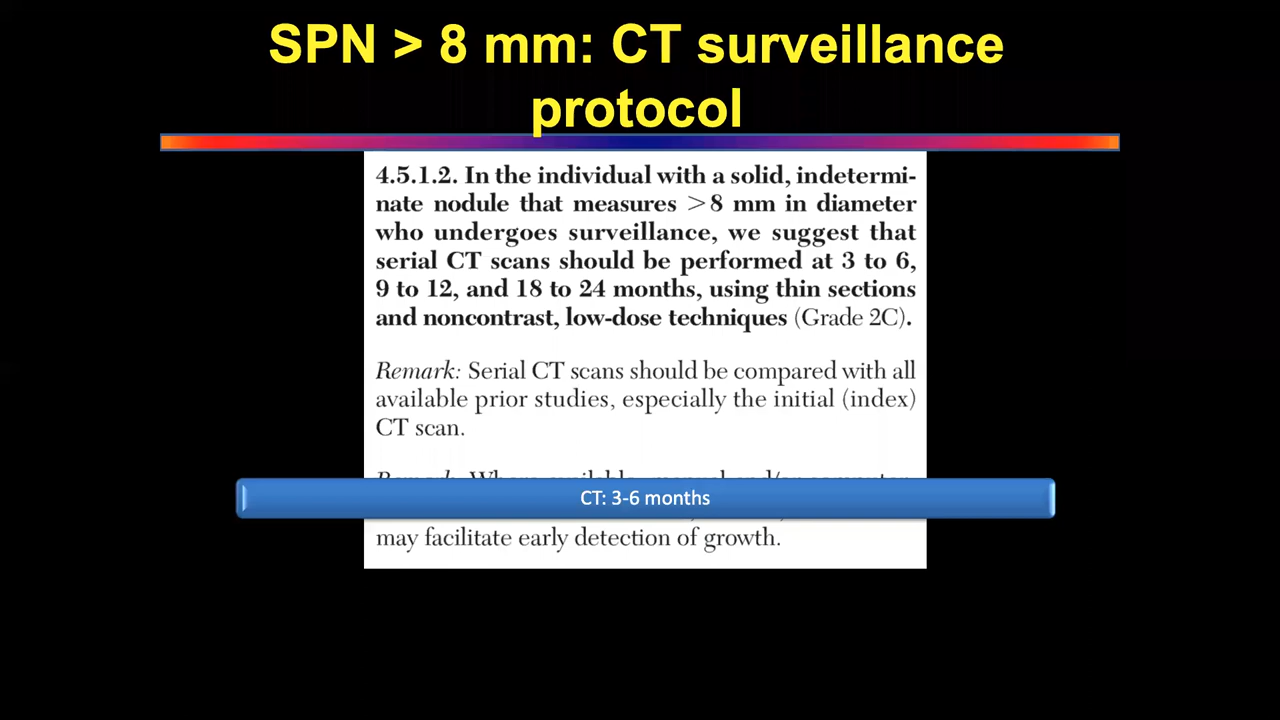 SPN > 8 mm: CT surveillance
protocol
4.5.1.2. In the individual with a solid, indetermi-
nate nodule that measures >8 mm in diameter
who undergoes surveillance, we suggest that
serial CT scans should be performed at 3 to 6,
9 to 12, and 18 to 24 months, using thin sections
and noncontrast, low-dose techniques (Grade 2C).
Remark: Serial CT scans should be compared with all
available prior studies, especially the initial (index)
CT scan.
CT: 3-6 months
may facilitate early detection of growth.